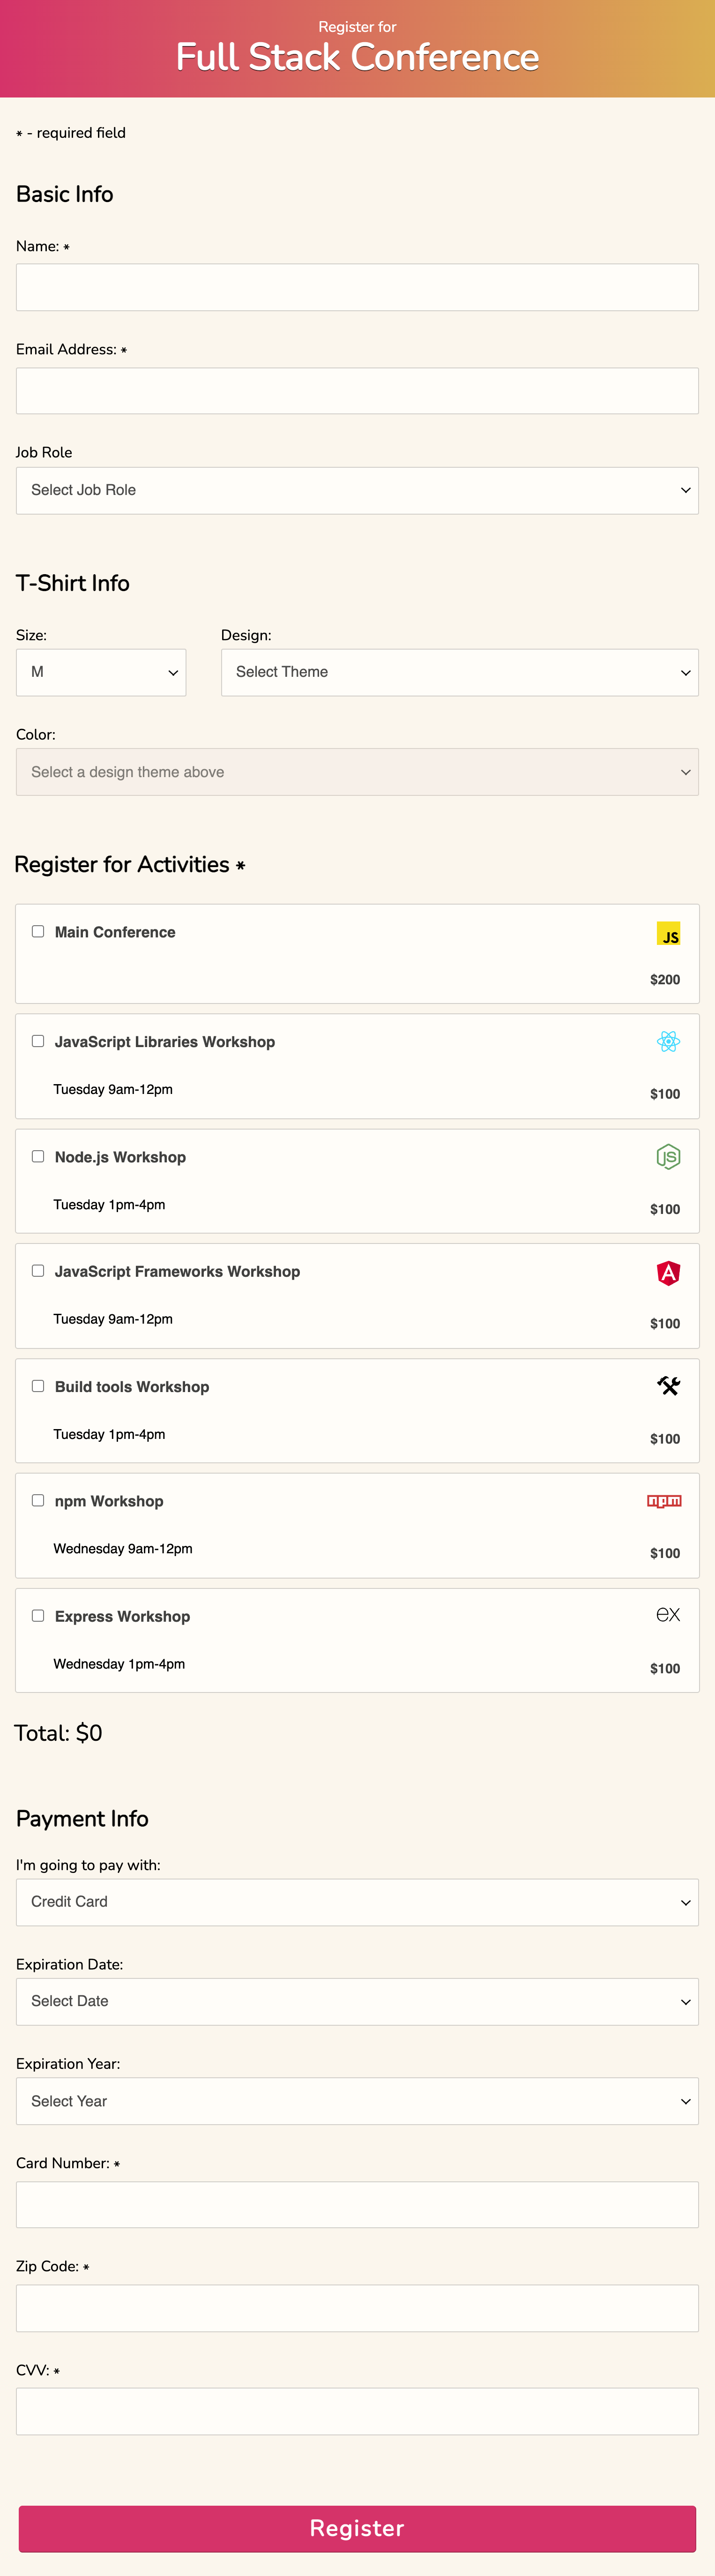 Register for
Full Stack Conference
* - required field
Basic Info
Name: *
Email Address: *
Job Role
Select Job Role
T-Shirt Info
Size:
Design:
M
Select Theme
Color:
Select a design theme above
Register for Activities *
Main Conference
JS
$200
JavaScript Libraries Workshop
Tuesday 9am-12pm
$100
Node.js Workshop
JS
Tuesday 1pm-4pm
$100
JavaScript Frameworks Workshop
A
Tuesday 9am-12pm
$100
Build tools Workshop
Tuesday 1pm-4pm
$100
npm Workshop
npm
Wednesday 9am-12pm
$100
Express Workshop
ex
Wednesday 1pm-4pm
$100
Total: $0
Payment Info
I'm going to pay with:
Credit Card
Expiration Date:
Select Date
Expiration Year:
Select Year
Card Number: *
Zip Code: *
CVV: *
Register